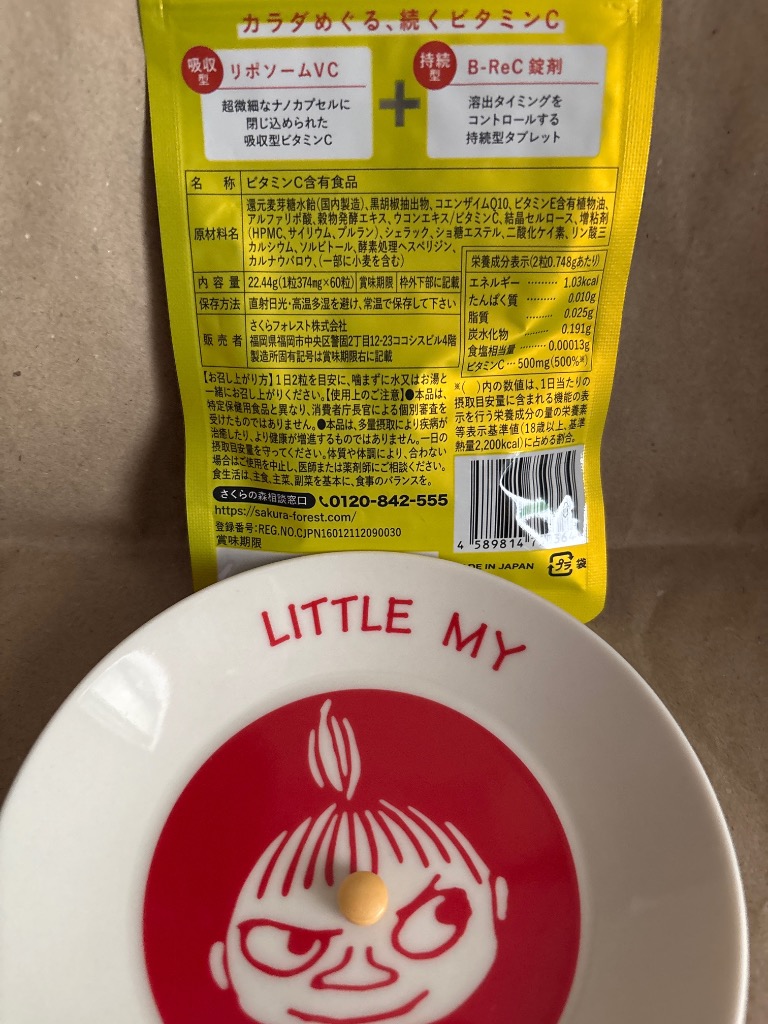 カラダめぐる、続くビタミンC
吸収型
リポソームVC
超微細なナノカプセルに
閉じ込められた
吸収型ビタミンC
+
持続型
B-ReC 錠剤
溶出タイミングを
コントロールする
持続型タブレット
名 称 ビタミンC含有食品
原材料名
還元麦芽糖水飴(国内製造)、黒胡椒抽出物、コエンザイムQ10、ビタミンE含有植物油、
アルファリポ酸、穀物発酵エキス、ウコンエキス/ビタミンC、結晶セルロース、増粘剤
(HPMC、サイリウム、プルラン)、シェラック、ショ糖エステル、二酸化ケイ素、リン酸三
カルシウム、ソルビトール、酵素処理ヘスペリジン、
カルナウバロウ、(一部に小麦を含む)
内容量 22.44g(1粒374mg×60粒) 賞味期限 枠外下部に記載
保存方法 直射日光・高温多湿を避け、常温で保存して下さい
販売者
さくらフォレスト株式会社
福岡県福岡市中央区警固2丁目12-23ココシスビル4階
製造所固有記号は賞味期限右に記載
栄養成分表示(2粒0.748gあたり)
エネルギー ……… 1.03kcal
たんぱく質 ……… 0.010g
脂質 ……… 0.025g
炭水化物 ……… 0.191g
食塩相当量 ……… 0.00013g
ビタミンC … 500mg(500%※)
※( )内の数値は、1日当たりの
摂取目安量に含まれる機能の表
示を行う栄養成分の量の栄養素
等表示基準値(18歳以上、基準
熱量2,200kcal)に占める割合。
【お召し上がり方】1日2粒を目安に、噛まずに水又はお湯と
一緒にお召し上がりください。【使用上のご注意】●本品は、
特定保健用食品と異なり、消費者庁長官による個別審査を
受けたものではありません。●本品は、多量摂取により疾病が
治癒したり、より健康が増進するものではありません。一日の
摂取目安量を守ってください。体質や体調により、合わない
場合はご使用を中止し、医師または薬剤師にご相談ください。
食生活は、主食、主菜、副菜を基本に、食事のバランスを。
さくらの森相談窓口 0120-842-555
https://sakura-forest.com/
登録番号:REG.NO.CJPN16012112090030
賞味期限
4 589814
DE IN JAPAN
プラ 袋
LITTLE MY